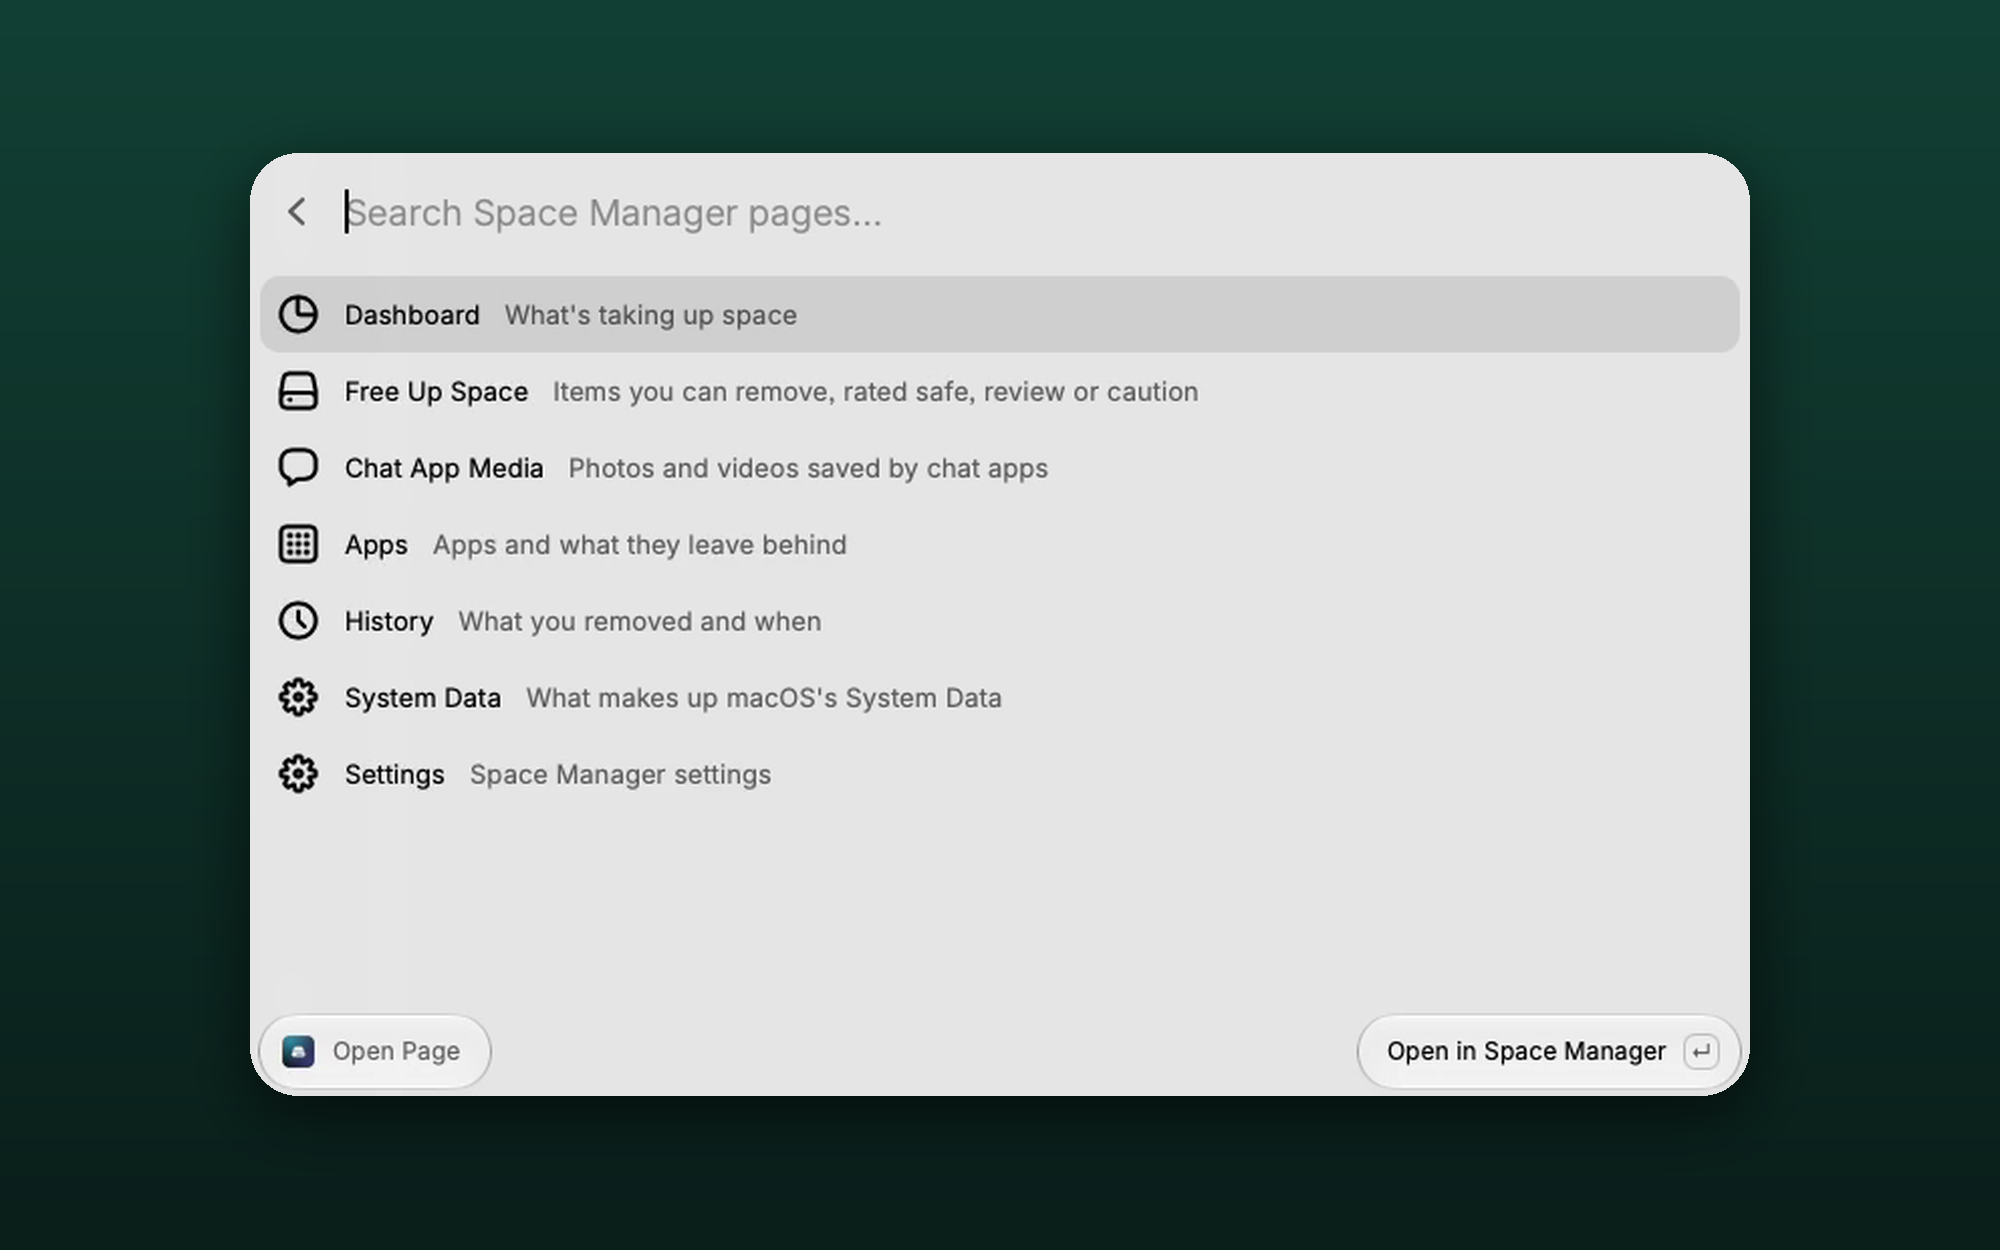 Search Space Manager pages...
Dashboard What's taking up space
Free Up Space Items you can remove, rated safe, review or caution
Chat App Media Photos and videos saved by chat apps
Apps Apps and what they leave behind
History What you removed and when
System Data What makes up macOS's System Data
Settings Space Manager settings
Open Page Open in Space Manager